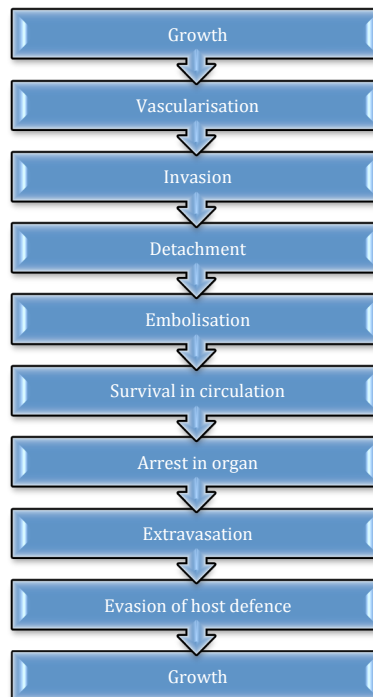 Growth
Vascularisation
Invasion
Detachment
Embolisation
Survival in circulation
Arrest in organ
Extravasation
Evasion of host defence
Growth